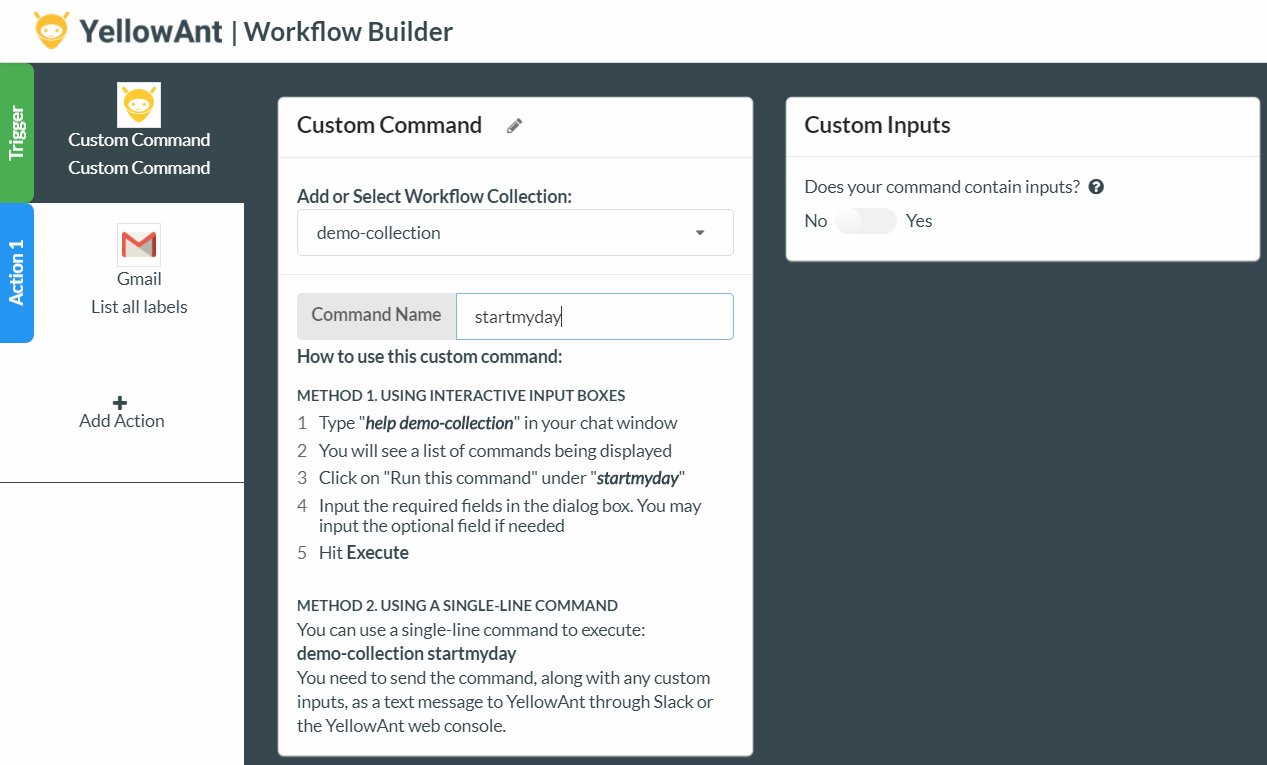 YellowAnt | Workflow Builder
Trigger
Custom Command
Custom Command
Action 1
Gmail
List all labels
Add Action
Custom Command
Add or Select Workflow Collection:
demo-collection
Command Name
startmyday
How to use this custom command:
METHOD 1. USING INTERACTIVE INPUT BOXES
1 Type "help demo-collection" in your chat window
2 You will see a list of commands being displayed
3 Click on "Run this command" under "startmyday"
4 Input the required fields in the dialog box. You may
input the optional field if needed
5 Hit Execute
METHOD 2. USING A SINGLE-LINE COMMAND
You can use a single-line command to execute:
demo-collection startmyday
You need to send the command, along with any custom
inputs, as a text message to YellowAnt through Slack or
the YellowAnt web console.
Custom Inputs
Does your command contain inputs? ?
No Yes